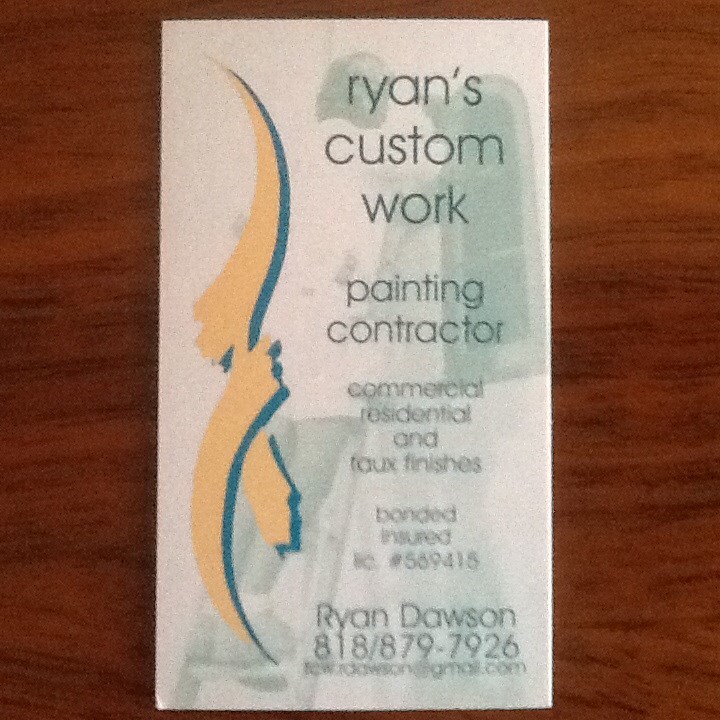 ryan's
custom
work
painting
contractor
commercial
residential
and
faux finishes
bonded
insured
lic. #569415
Ryan Dawson
818/879-7926
rcw.rdawson@gmail.com